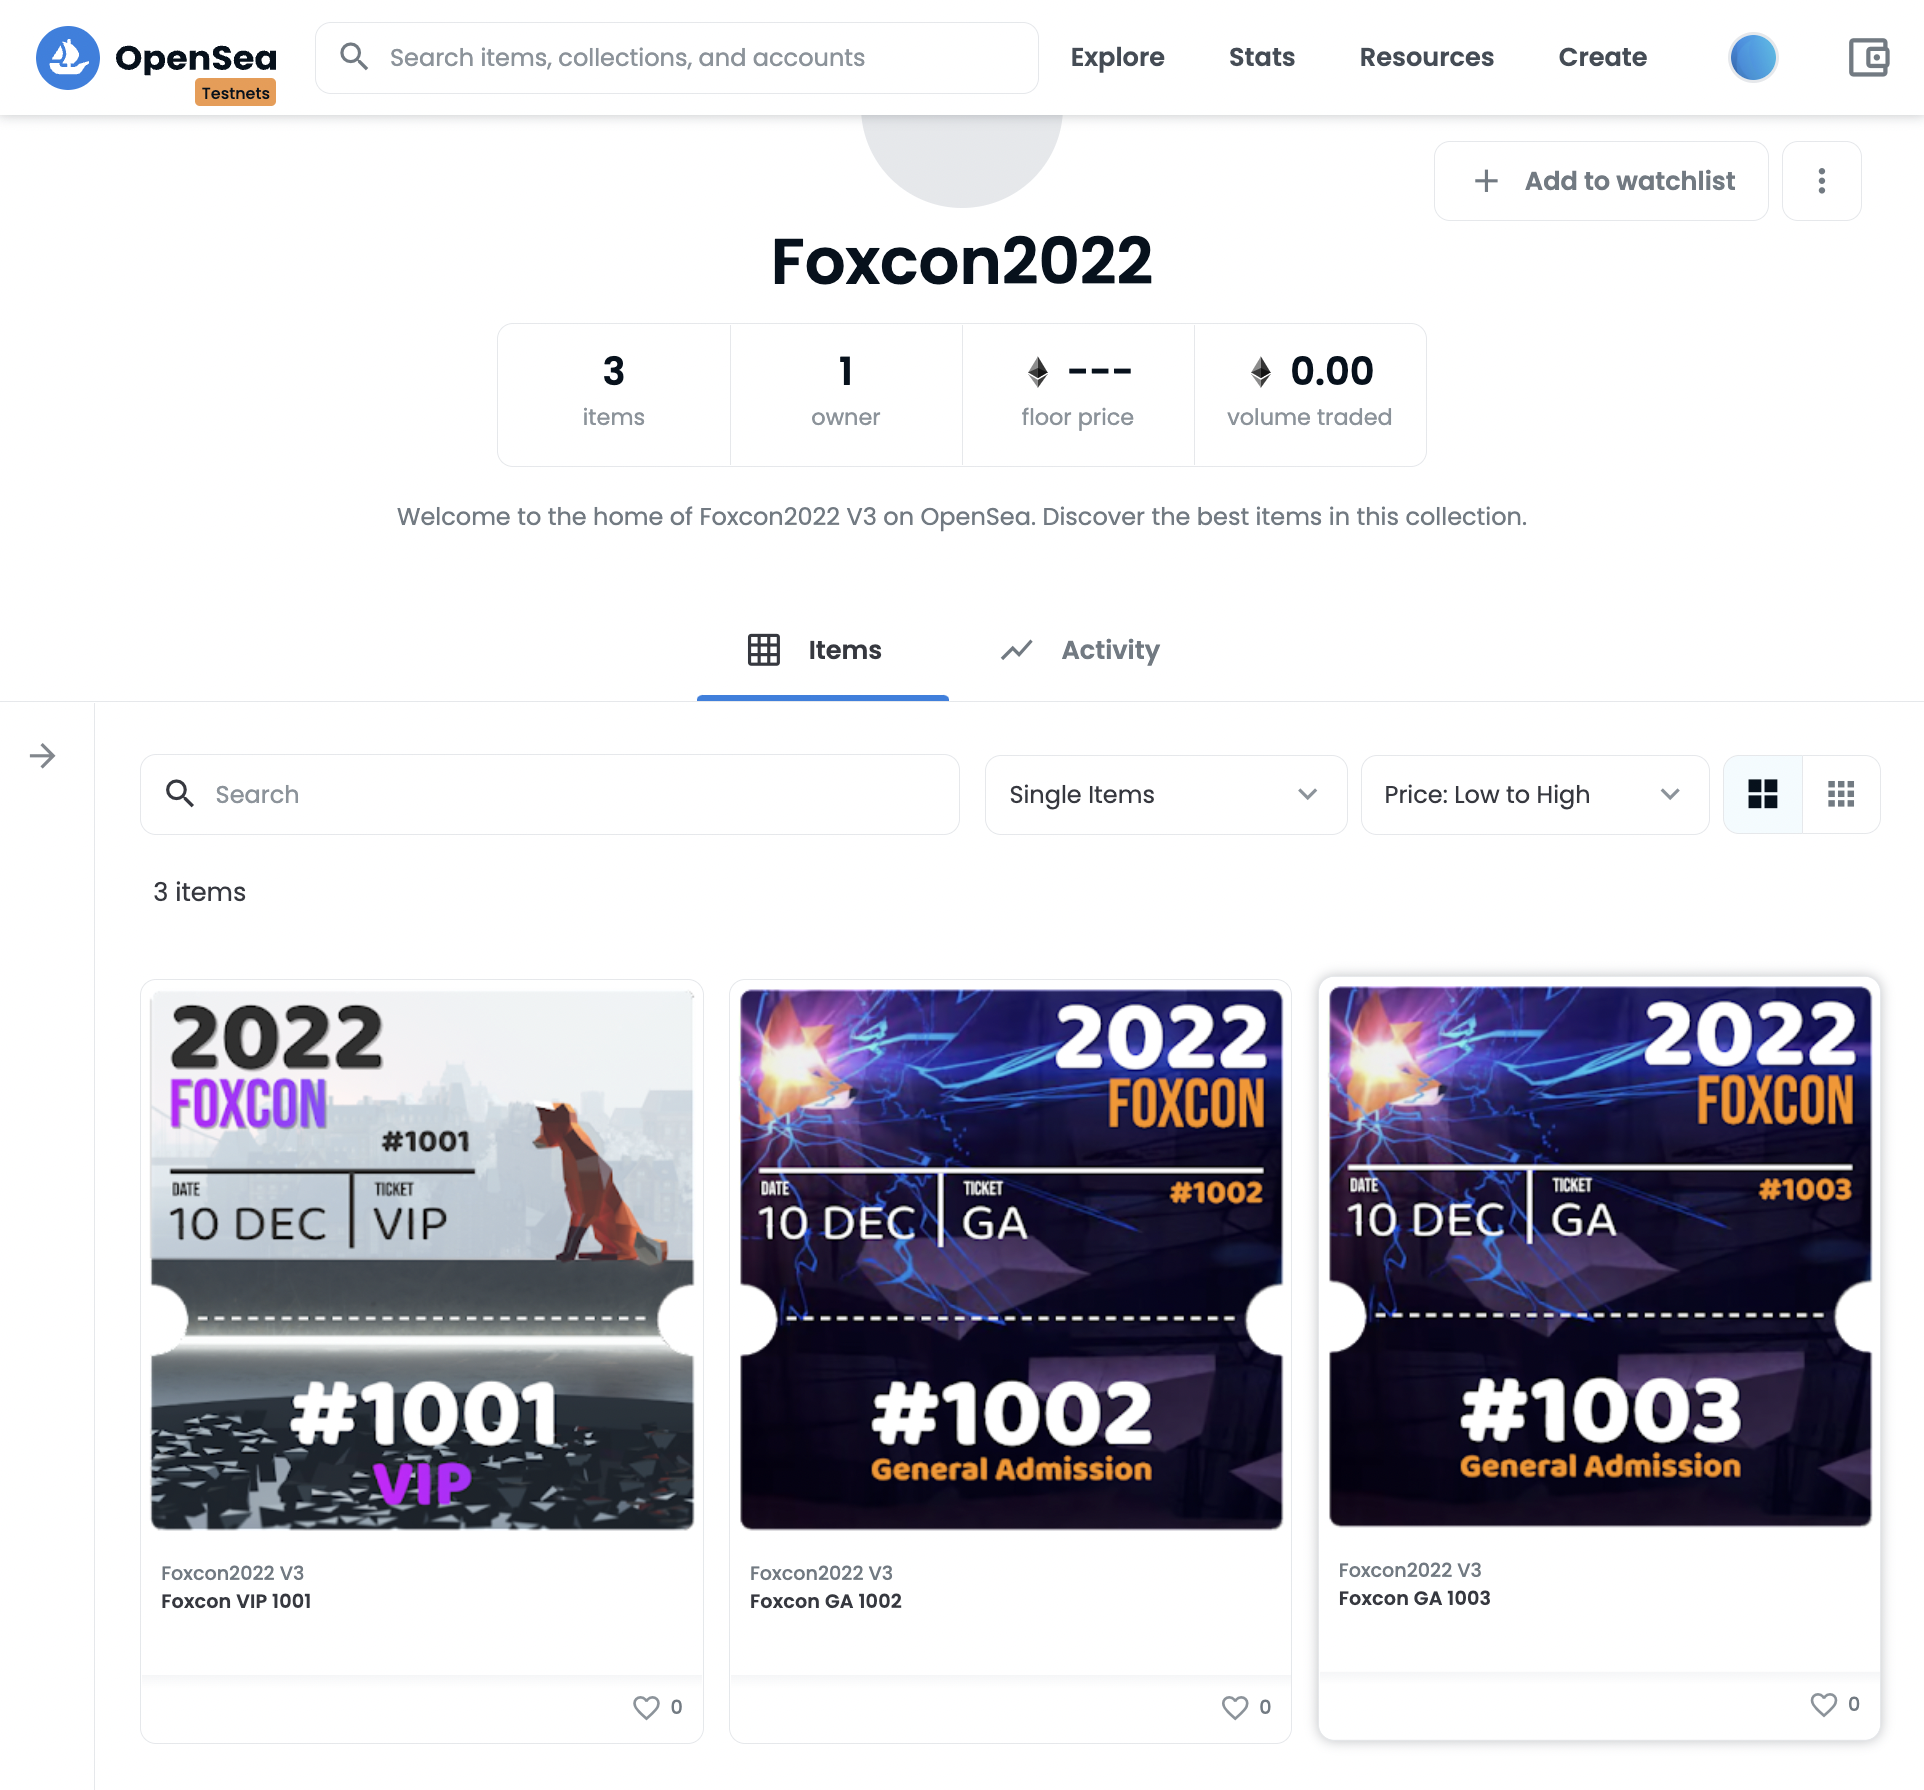 OpenSea
Testnets
Search items, collections, and accounts
Explore
Stats
Resources
Create
Add to watchlist
Foxcon2022
3
items
1
owner
---
floor price
0.00
volume traded
Welcome to the home of Foxcon2022 V3 on OpenSea. Discover the best items in this collection.
Items
Activity
Search
Single Items
Price: Low to High
3 items
2022
FOXCON
#1001
DATE
10 DEC
TICKET
VIP
#1001
VIP
Foxcon2022 V3
Foxcon VIP 1001
0
2022
FOXCON
DATE
10 DEC
TICKET
GA
#1002
#1002
General Admission
Foxcon2022 V3
Foxcon GA 1002
0
2022
FOXCON
DATE
10 DEC
TICKET
GA
#1003
#1003
General Admission
Foxcon2022 V3
Foxcon GA 1003
0